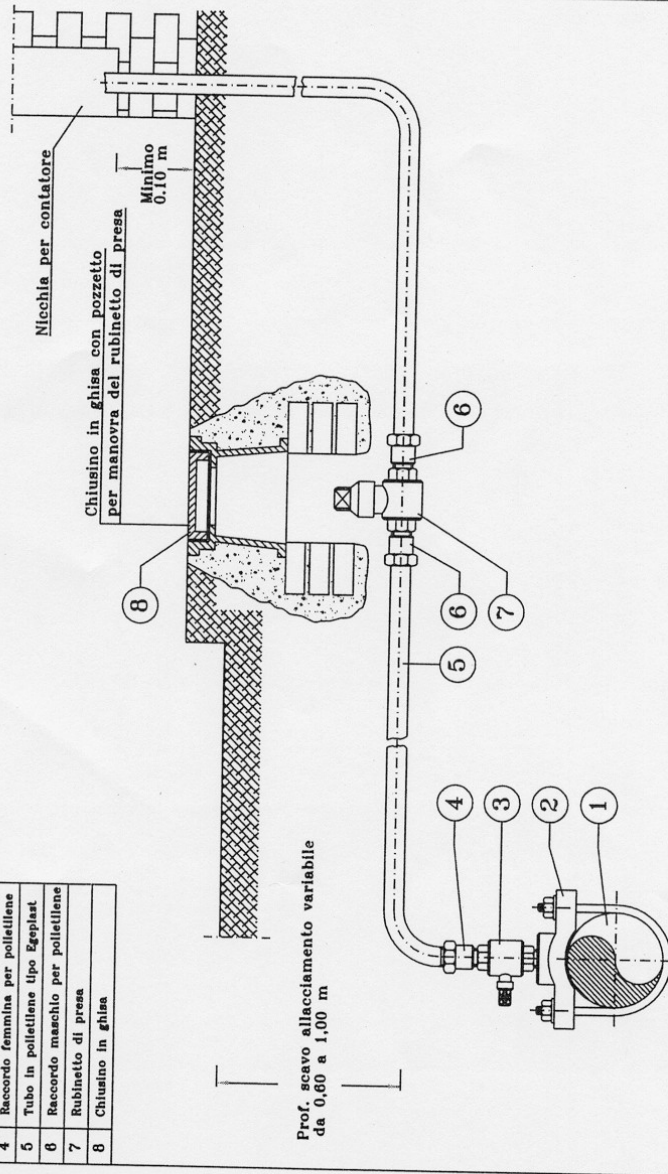 4 Raccordo femmina per polietilene
5 Tubo in polietilene tipo Egeplast
6 Raccordo maschio per polietilene
7 Rubinetto di presa
8 Chiusino in ghisa
Nicchia per contatore
Minimo
0.10 m
Chiusino in ghisa con pozzetto
per manovra del rubinetto di presa
8
Prof. scavo allacciamento variabile
da 0,60 a 1,00 m
4
3
2
1
5
6
7
6